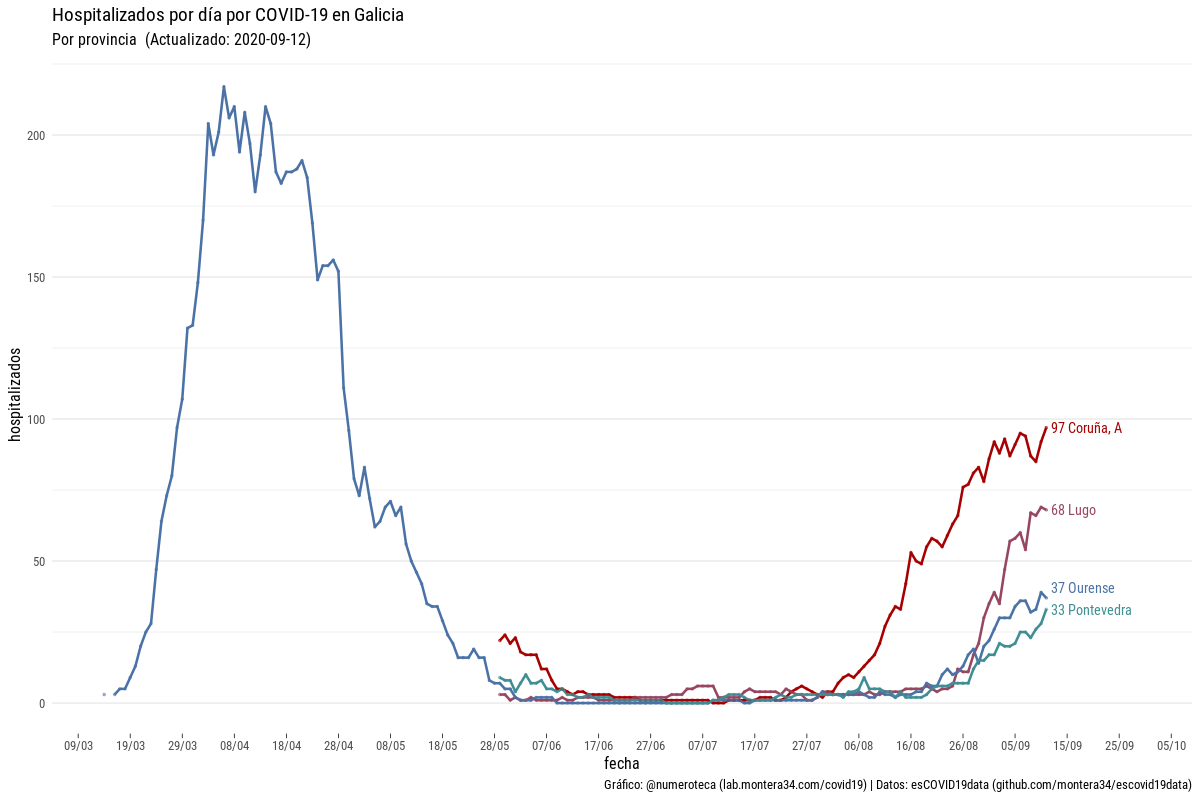 Hospitalizados por día por COVID-19 en Galicia
Por provincia  (Actualizado: 2020-09-12)
hospitalizados
200
150
100
50
0
97 Coruña, A
68 Lugo
37 Ourense
33 Pontevedra
09/03 19/03 29/03 08/04 18/04 28/04 08/05 18/05 28/05 07/06 17/06 27/06 07/07 17/07 27/07 06/08 16/08 26/08 05/09 15/09 25/09 05/10
fecha
Gráfico: @numeroteca (lab.montera34.com/covid19) | Datos: esCOVID19data (github.com/montera34/escovid19data)